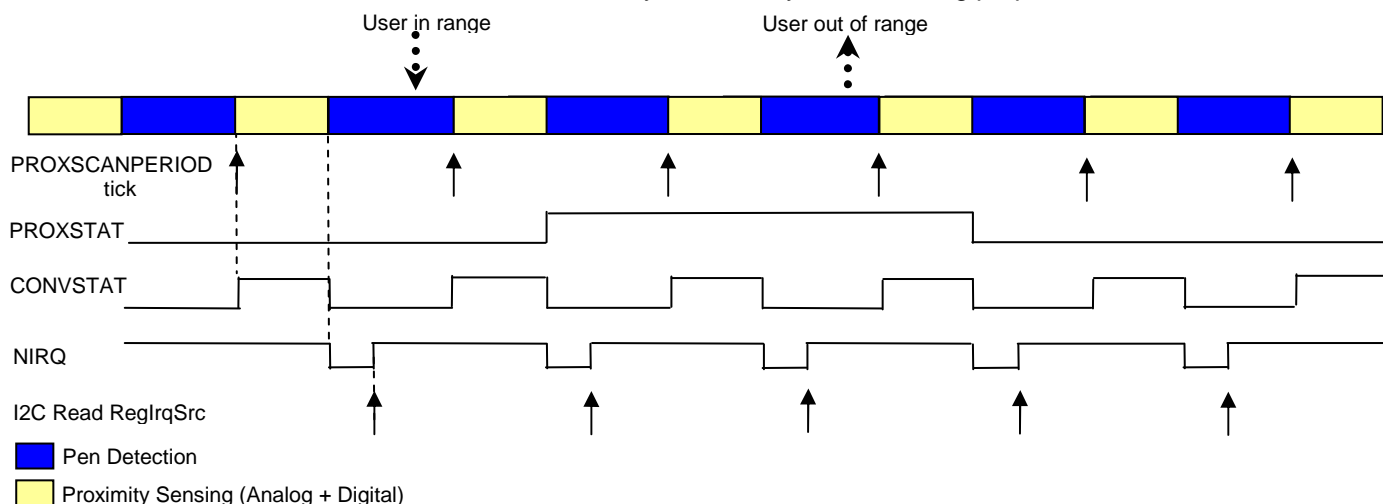 User in range
User out of range
PROXSCANPERIOD
tick
PROXSTAT
CONVSTAT
NIRQ
I2C Read RegIrqSrc
Pen Detection
Proximity Sensing (Analog + Digital)